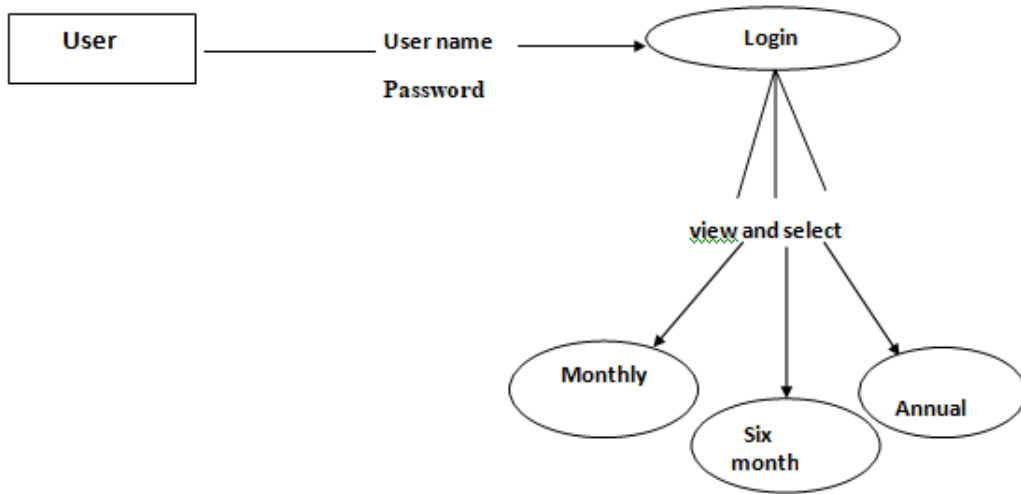 User
User name
Password
Login
view and select
Monthly
Six
month
Annual